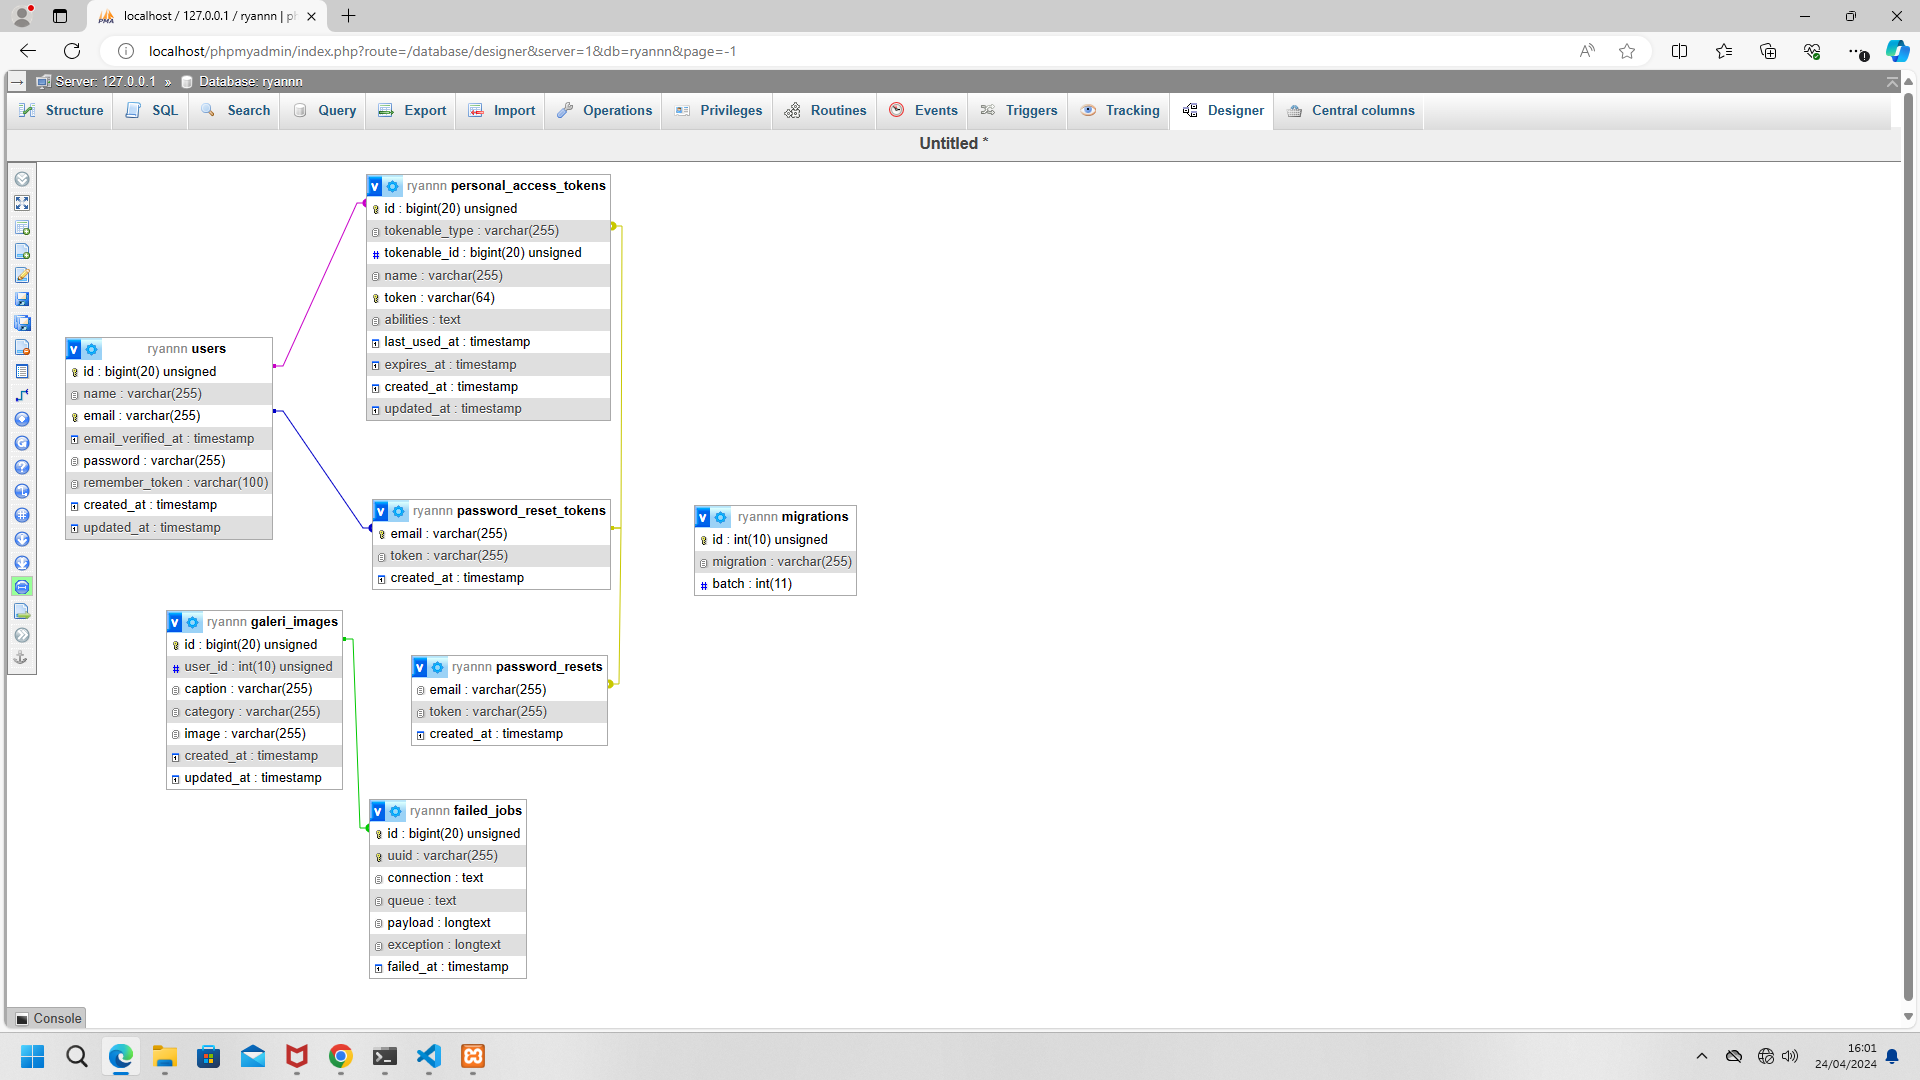 localhost / 127.0.0.1 / ryannn | ph
localhost/phpmyadmin/index.php?route=/database/designer&server=1&db=ryannn&page=-1
Server: 127.0.0.1 » Database: ryannn
Structure SQL Search Query Export Import Operations Privileges Routines Events Triggers Tracking Designer Central columns
Untitled *
ryannn personal_access_tokens
id : bigint(20) unsigned
tokenable_type : varchar(255)
tokenable_id : bigint(20) unsigned
name : varchar(255)
token : varchar(64)
abilities : text
last_used_at : timestamp
expires_at : timestamp
created_at : timestamp
updated_at : timestamp
ryannn users
id : bigint(20) unsigned
name : varchar(255)
email : varchar(255)
email_verified_at : timestamp
password : varchar(255)
remember_token : varchar(100)
created_at : timestamp
updated_at : timestamp
ryannn password_reset_tokens
email : varchar(255)
token : varchar(255)
created_at : timestamp
ryannn migrations
id : int(10) unsigned
migration : varchar(255)
batch : int(11)
ryannn galeri_images
id : bigint(20) unsigned
user_id : int(10) unsigned
caption : varchar(255)
category : varchar(255)
image : varchar(255)
created_at : timestamp
updated_at : timestamp
ryannn password_resets
email : varchar(255)
token : varchar(255)
created_at : timestamp
ryannn failed_jobs
id : bigint(20) unsigned
uuid : varchar(255)
connection : text
queue : text
payload : longtext
exception : longtext
failed_at : timestamp
Console
16:01
24/04/2024